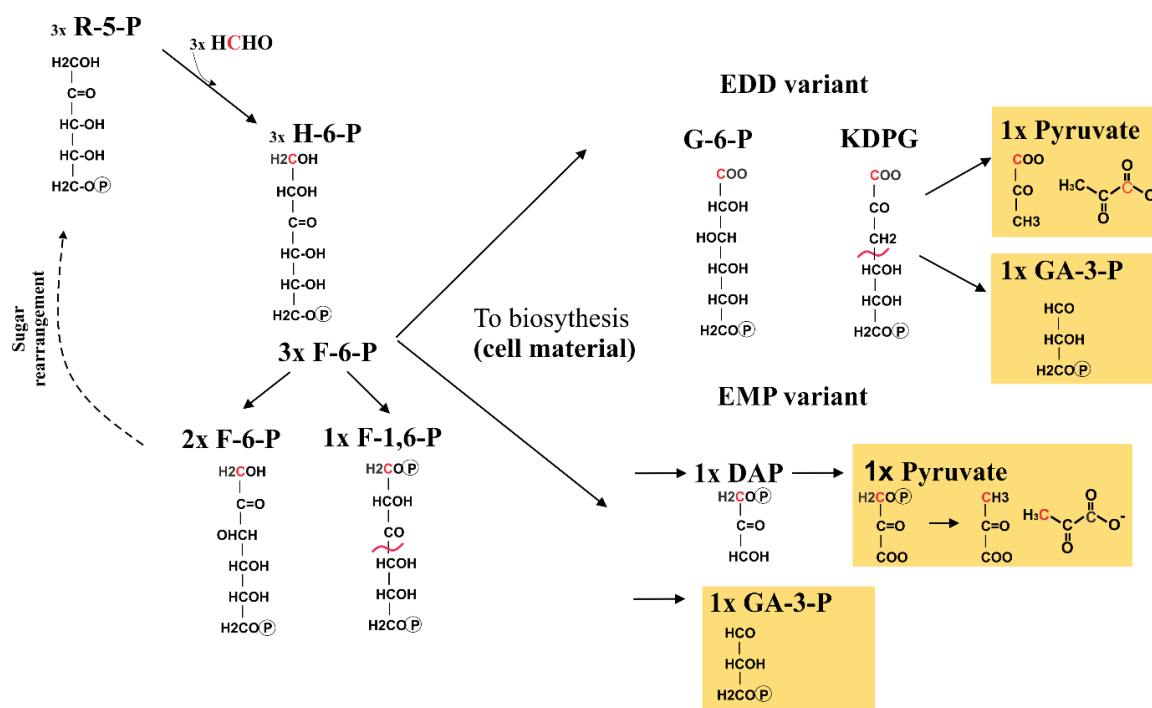 3x R-5-P
H2COH
C=O
HC-OH
HC-OH
H2C-OP
3x HCHO
3x H-6-P
H2COH
HCOH
C=O
HC-OH
HC-OH
H2C-OP
Sugar
rearrangement
3x F-6-P
2x F-6-P
H2COH
C=O
OHCH
HCOH
HCOH
H2COP
1x F-1,6-P
H2COP
HCOH
CO
HCOH
HCOH
H2COP
To biosythesis
(cell material)
EDD variant
G-6-P
COO
HCOH
HOCH
HCOH
HCOH
H2COP
KDPG
COO
CO
CH2
HCOH
HCOH
H2COP
1x Pyruvate
COO
CO
CH3
H3C
C
O
C
O
O
1x GA-3-P
HCO
HCOH
H2COP
EMP variant
1x DAP
H2COP
C=O
HCOH
1x Pyruvate
H2COP
C=O
COO
CH3
C=O
COO
H3C
C
O
C
O
O-
1x GA-3-P
HCO
HCOH
H2COP